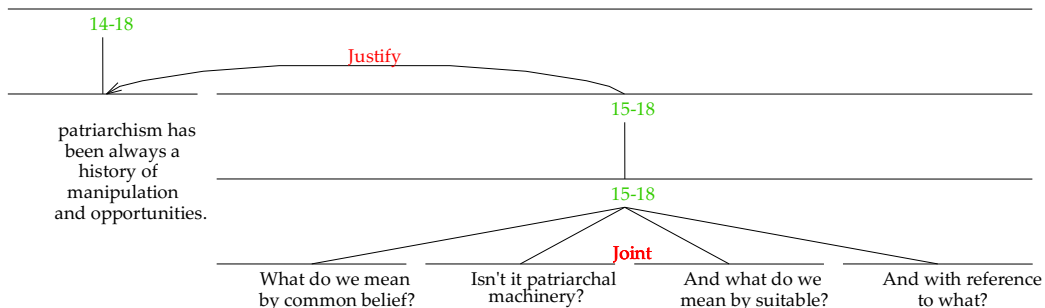 14-18
Justify
15-18
patriarchism has
been always a
history of
manipulation
and opportunities.
15-18
Joint
What do we mean
by common belief?
Isn't it patriarchal
machinery?
And what do we
mean by suitable?
And with reference
to what?